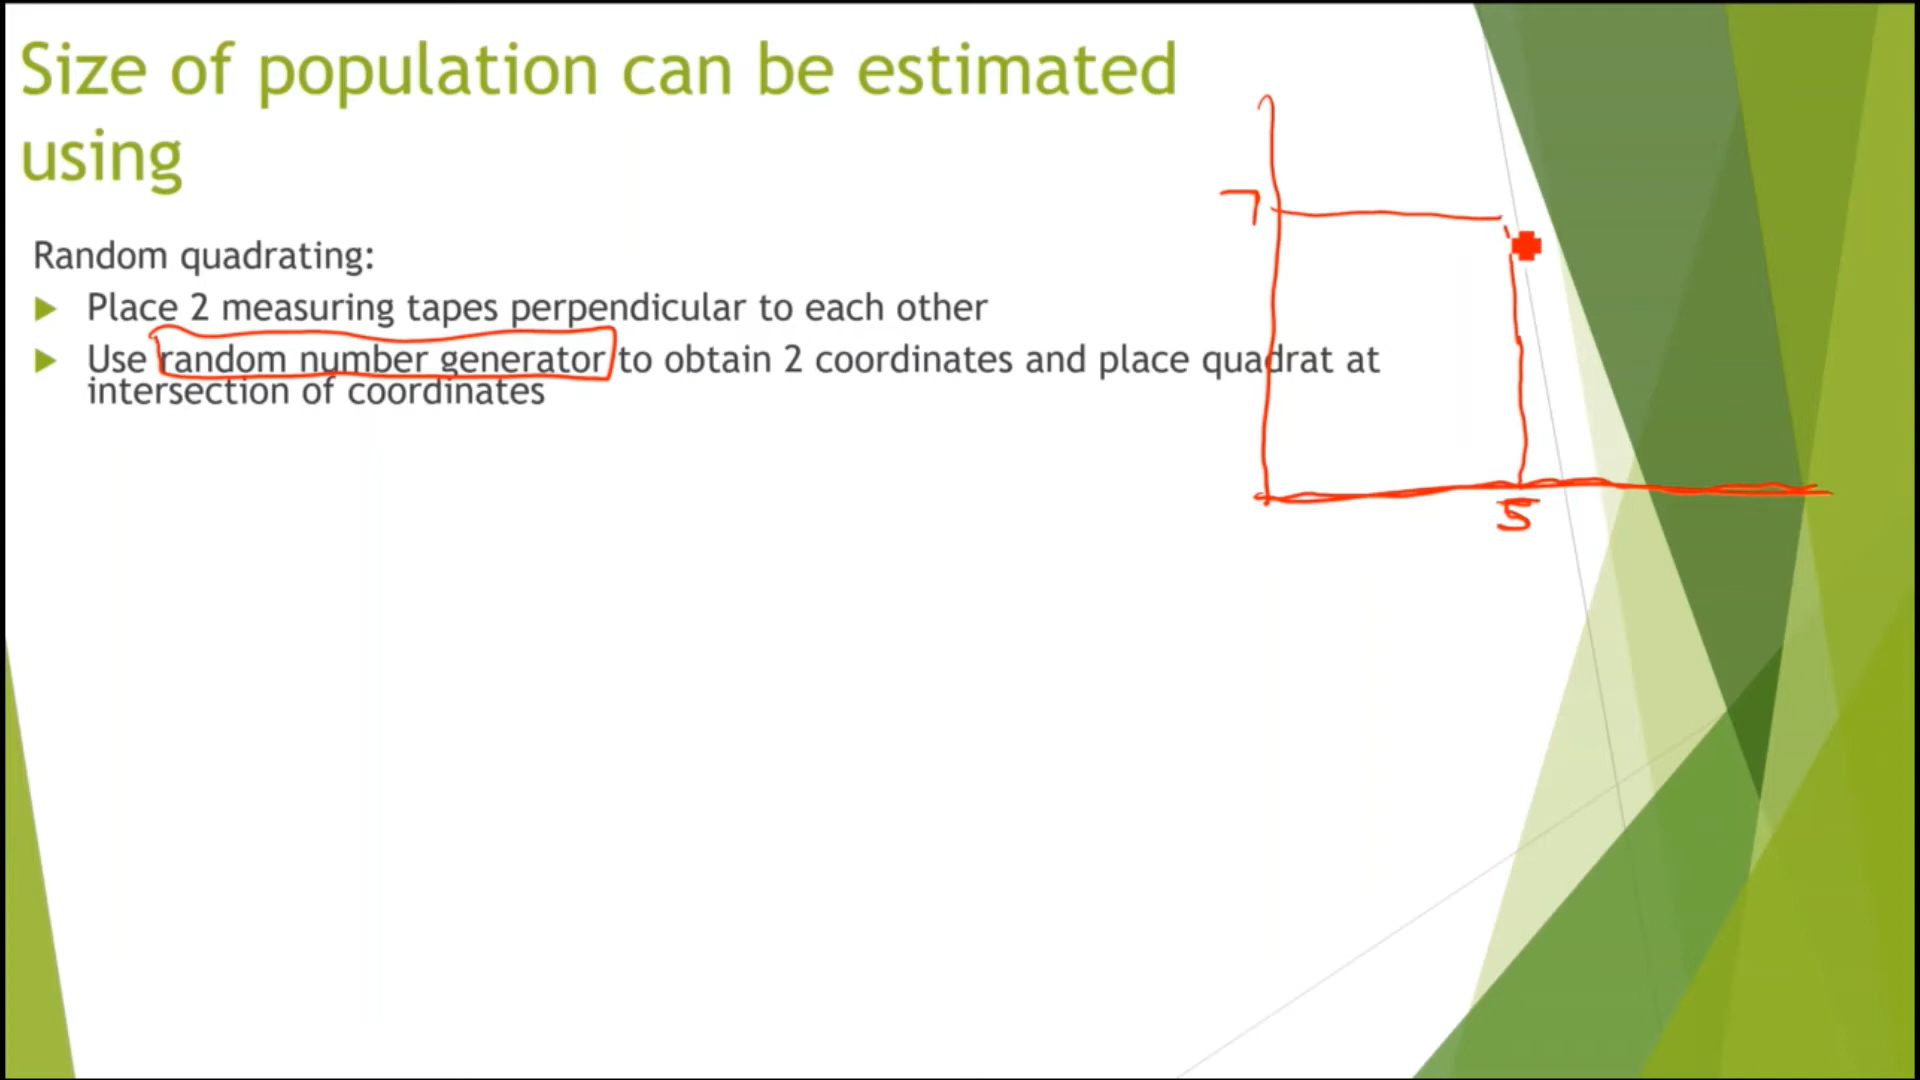 Size of population can be estimated
using
Random quadrating:
Place 2 measuring tapes perpendicular to each other
Use random number generator to obtain 2 coordinates and place quadrat at
intersection of coordinates
7
5